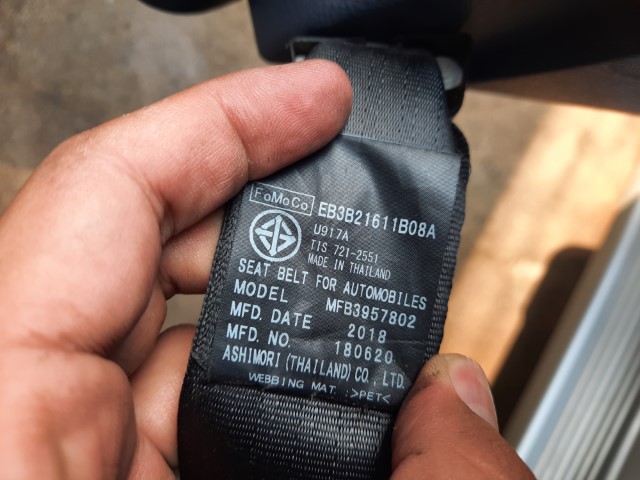 FoMoCo EB3B21611B08A
U917A
TIS 721-2551
MADE IN THAILAND
SEAT BELT FOR AUTOMOBILES
MODEL MFB3957802
MFD. DATE 2018
MFD. NO. 180620
ASHIMORI (THAILAND) CO., LTD.
WEBBING MAT. :>PET<